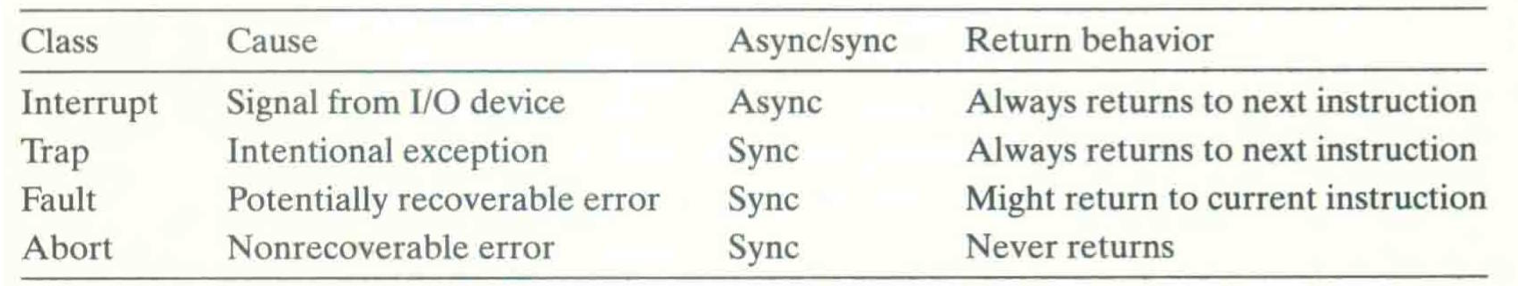 Class Cause Async/sync Return behavior
Interrupt Signal from I/O device Async Always returns to next instruction
Trap Intentional exception Sync Always returns to next instruction
Fault Potentially recoverable error Sync Might return to current instruction
Abort Nonrecoverable error Sync Never returns